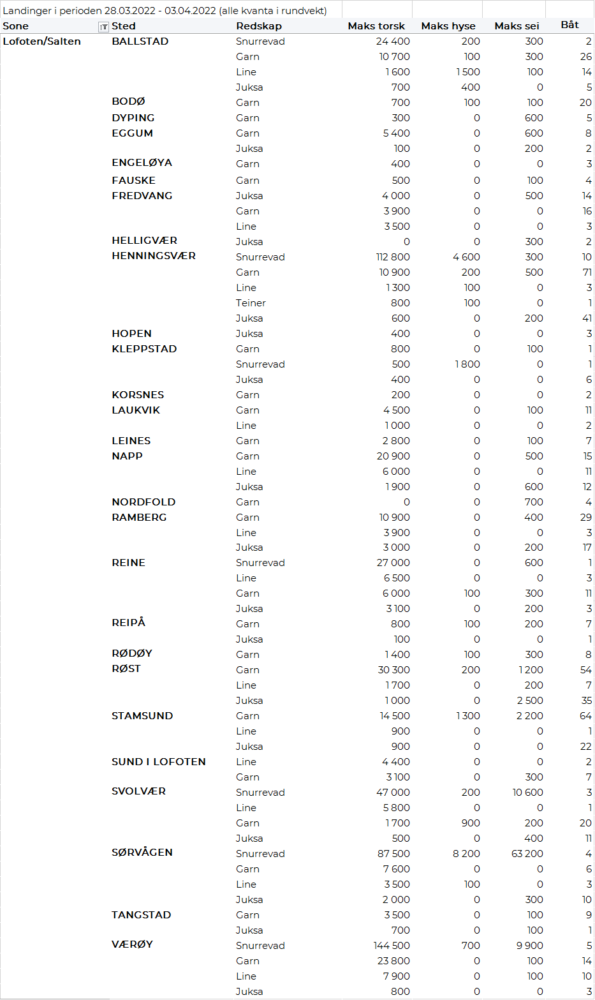 Landinger i perioden 28.03.2022 - 03.04.2022 (alle kvanta i rundvekt)
Sone Sted Redskap Maks torsk Maks hyse Maks sei Båt
Lofoten/Salten BALLSTAD Snurrevad 24 400 200 300 2
Garn 10 700 100 300 26
Line 1 600 1 500 100 14
Juksa 700 400 0 5
BODØ Garn 700 100 100 20
DYPING Garn 300 0 600 5
EGGUM Garn 5 400 0 600 8
Juksa 100 0 200 2
ENGELØYA Garn 400 0 0 3
FAUSKE Garn 500 0 100 4
FREDVANG Juksa 4 000 0 500 14
Garn 3 900 0 0 16
Line 3 500 0 0 3
HELLIGVÆR Juksa 0 0 300 2
HENNINGSVÆR Snurrevad 112 800 4 600 300 10
Garn 10 900 200 500 71
Line 1 300 100 0 3
Teiner 800 100 0 1
Juksa 600 0 200 41
HOPEN Juksa 400 0 0 3
KLEPPSTAD Garn 800 0 100 1
Snurrevad 500 1 800 0 1
Juksa 400 0 0 6
KORSNES Garn 200 0 0 2
LAUKVIK Garn 4 500 0 100 11
Line 1 000 0 0 2
LEINES Garn 2 800 0 100 7
NAPP Garn 20 900 0 500 15
Line 6 000 0 0 11
Juksa 1 900 0 600 12
NORDFOLD Garn 0 0 700 4
RAMBERG Garn 10 900 0 400 29
Line 3 900 0 0 3
Juksa 3 000 0 200 17
REINE Snurrevad 27 000 0 600 1
Line 6 500 0 0 3
Garn 6 000 100 300 11
Juksa 3 100 0 200 3
REIPÅ Garn 800 100 200 7
Juksa 100 0 0 1
RØDØY Garn 1 400 100 300 8
RØST Garn 30 300 200 1 200 54
Line 1 700 0 200 7
Juksa 1 000 0 2 500 35
STAMSUND Garn 14 500 1 300 2 200 64
Line 900 0 0 1
Juksa 900 0 0 22
SUND I LOFOTEN Line 4 400 0 0 2
Garn 3 100 0 300 7
SVOLVÆR Snurrevad 47 000 200 10 600 3
Line 5 800 0 0 1
Garn 1 700 900 200 20
Juksa 500 0 400 11
SØRVÅGEN Snurrevad 87 500 8 200 63 200 4
Garn 7 600 0 0 6
Line 3 500 100 0 3
Juksa 2 000 0 300 10
TANGSTAD Garn 3 500 0 100 9
Juksa 700 0 100 1
VÆRØY Snurrevad 144 500 700 9 900 5
Garn 23 800 0 100 14
Line 7 900 0 100 10
Juksa 800 0 0 3